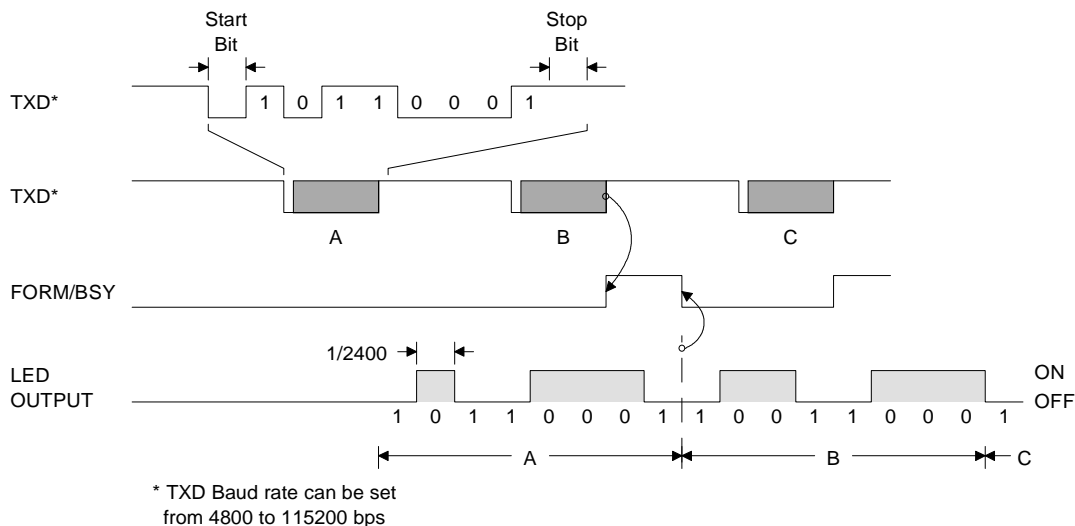 Start
Bit
Stop
Bit
TXD* 1 0 1 1 0 0 0 1
TXD*
A B C
FORM/BSY
1/2400
LED
OUTPUT
ON
OFF
1 0 1 1 0 0 0 1 1 0 0 1 1 0 0 0 1
A B C
* TXD Baud rate can be set
from 4800 to 115200 bps